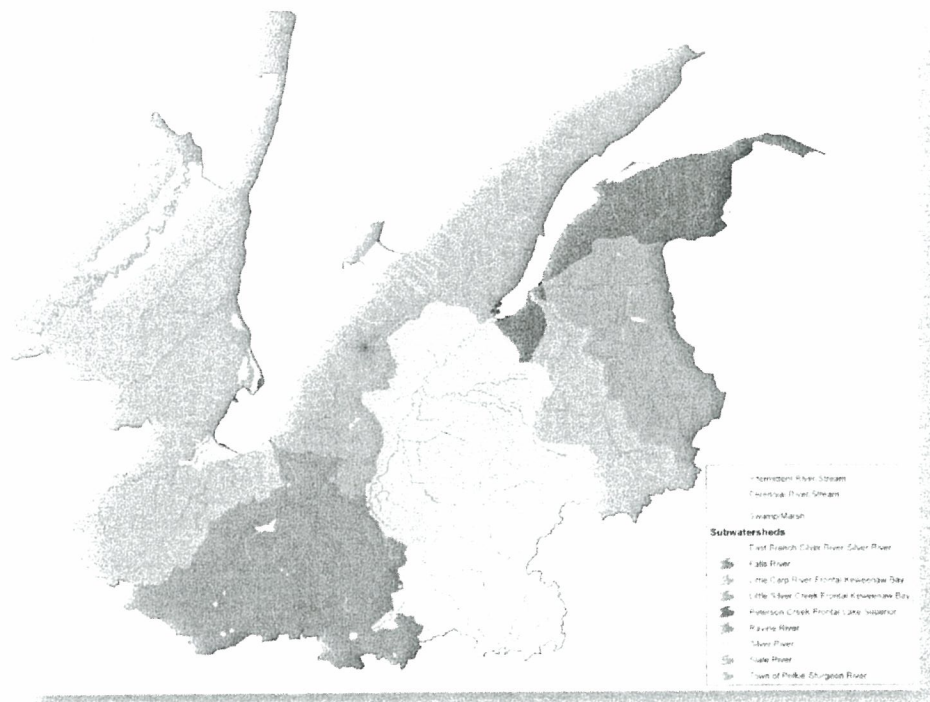 Intermittent River Stream
Perennial River Stream
Swamp/Marsh
Subwatersheds
East Branch Silver River Silver River
Falls River
Little Carp River Frontal Keweenaw Bay
Little Silver Creek Frontal Keweenaw Bay
Peterson Creek Frontal Lake Superior
Ravine River
Silver River
Slate River
Town of Pelkie Sturgeon River